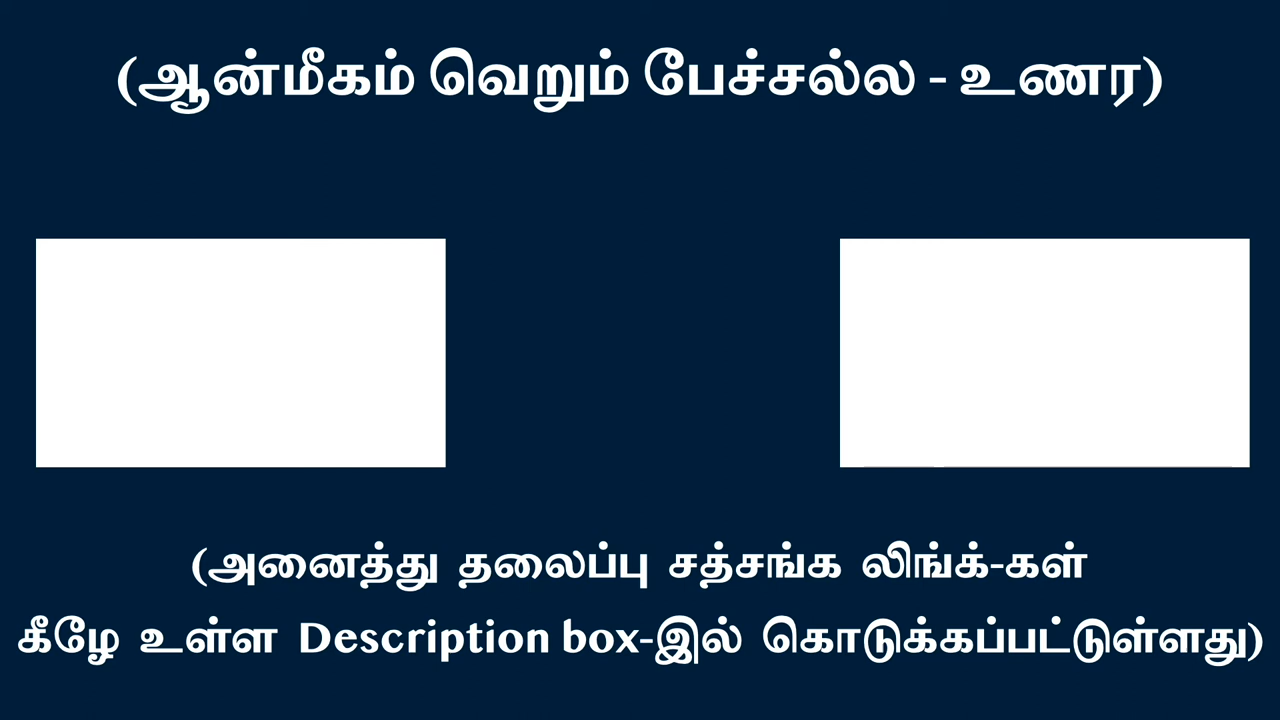 (ஆன்மீகம் வெறும் பேச்சல்ல - உணர)
(அனைத்து தலைப்பு சத்சங்க லிங்க்-கள்
கீழே உள்ள Description box-இல் கொடுக்கப்பட்டுள்ளது)